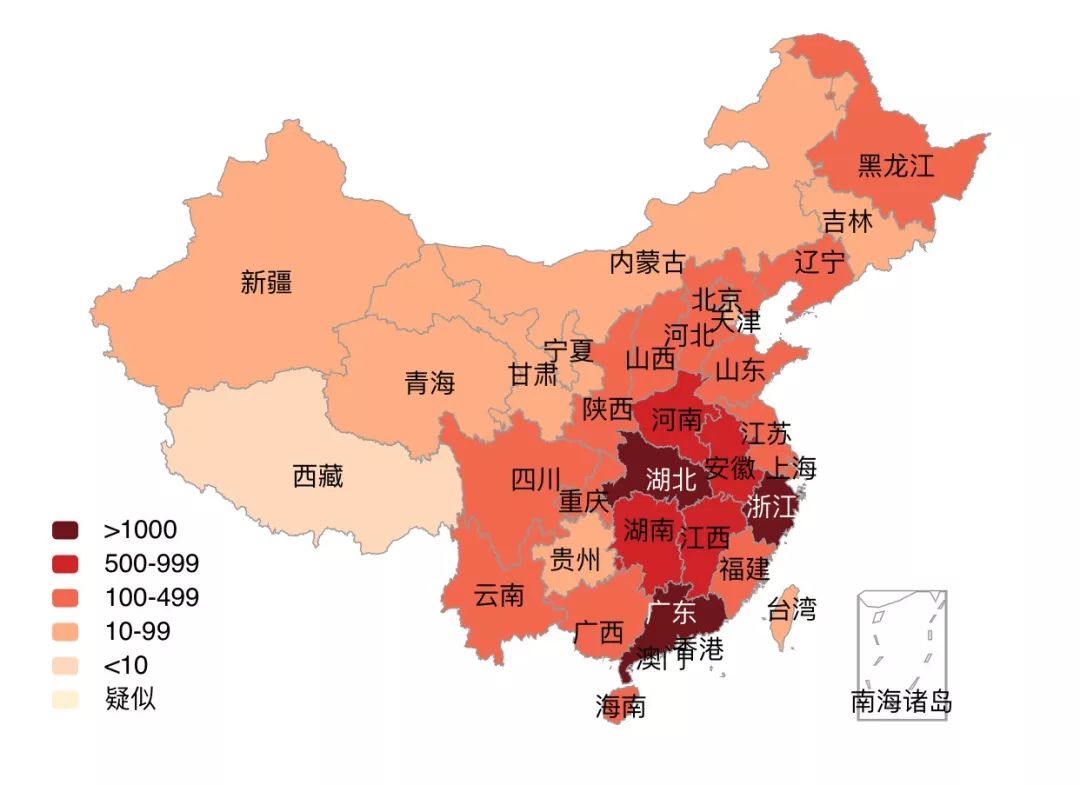 黑龙江
吉林
辽宁
内蒙古
新疆
北京
天津
河北
宁夏
山西
甘肃
山东
青海
陕西
河南
江苏
安徽
上海
西藏
四川
湖北
重庆
浙江
湖南
江西
贵州
福建
云南
广东
台湾
广西
香港
澳门
海南
南海诸岛
>1000
500-999
100-499
10-99
<10
疑似